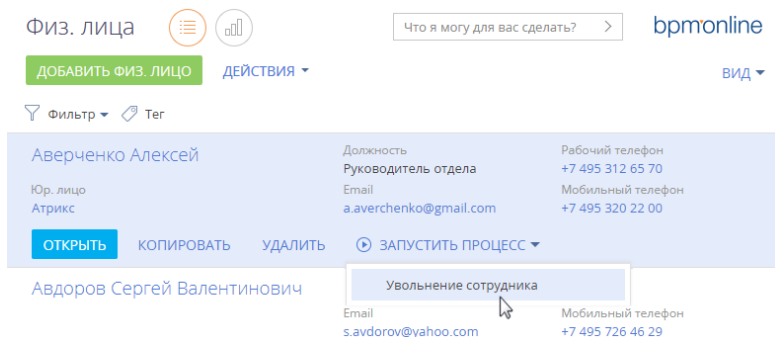 Физ. лица
Что я могу для вас сделать?
bpmonline
ДОБАВИТЬ ФИЗ. ЛИЦО ДЕЙСТВИЯ
ВИД
Фильтр Тег
Аверченко Алексей
Должность
Руководитель отдела
Рабочий телефон
+7 495 312 65 70
Юр. лицо
Атрикс
Email
a.averchenko@gmail.com
Мобильный телефон
+7 495 320 22 00
ОТКРЫТЬ КОПИРОВАТЬ УДАЛИТЬ ЗАПУСТИТЬ ПРОЦЕСС
Увольнение сотрудника
Авдоров Сергей Валентинович
Email
s.avdorov@yahoo.com
Мобильный телефон
+7 495 726 46 29